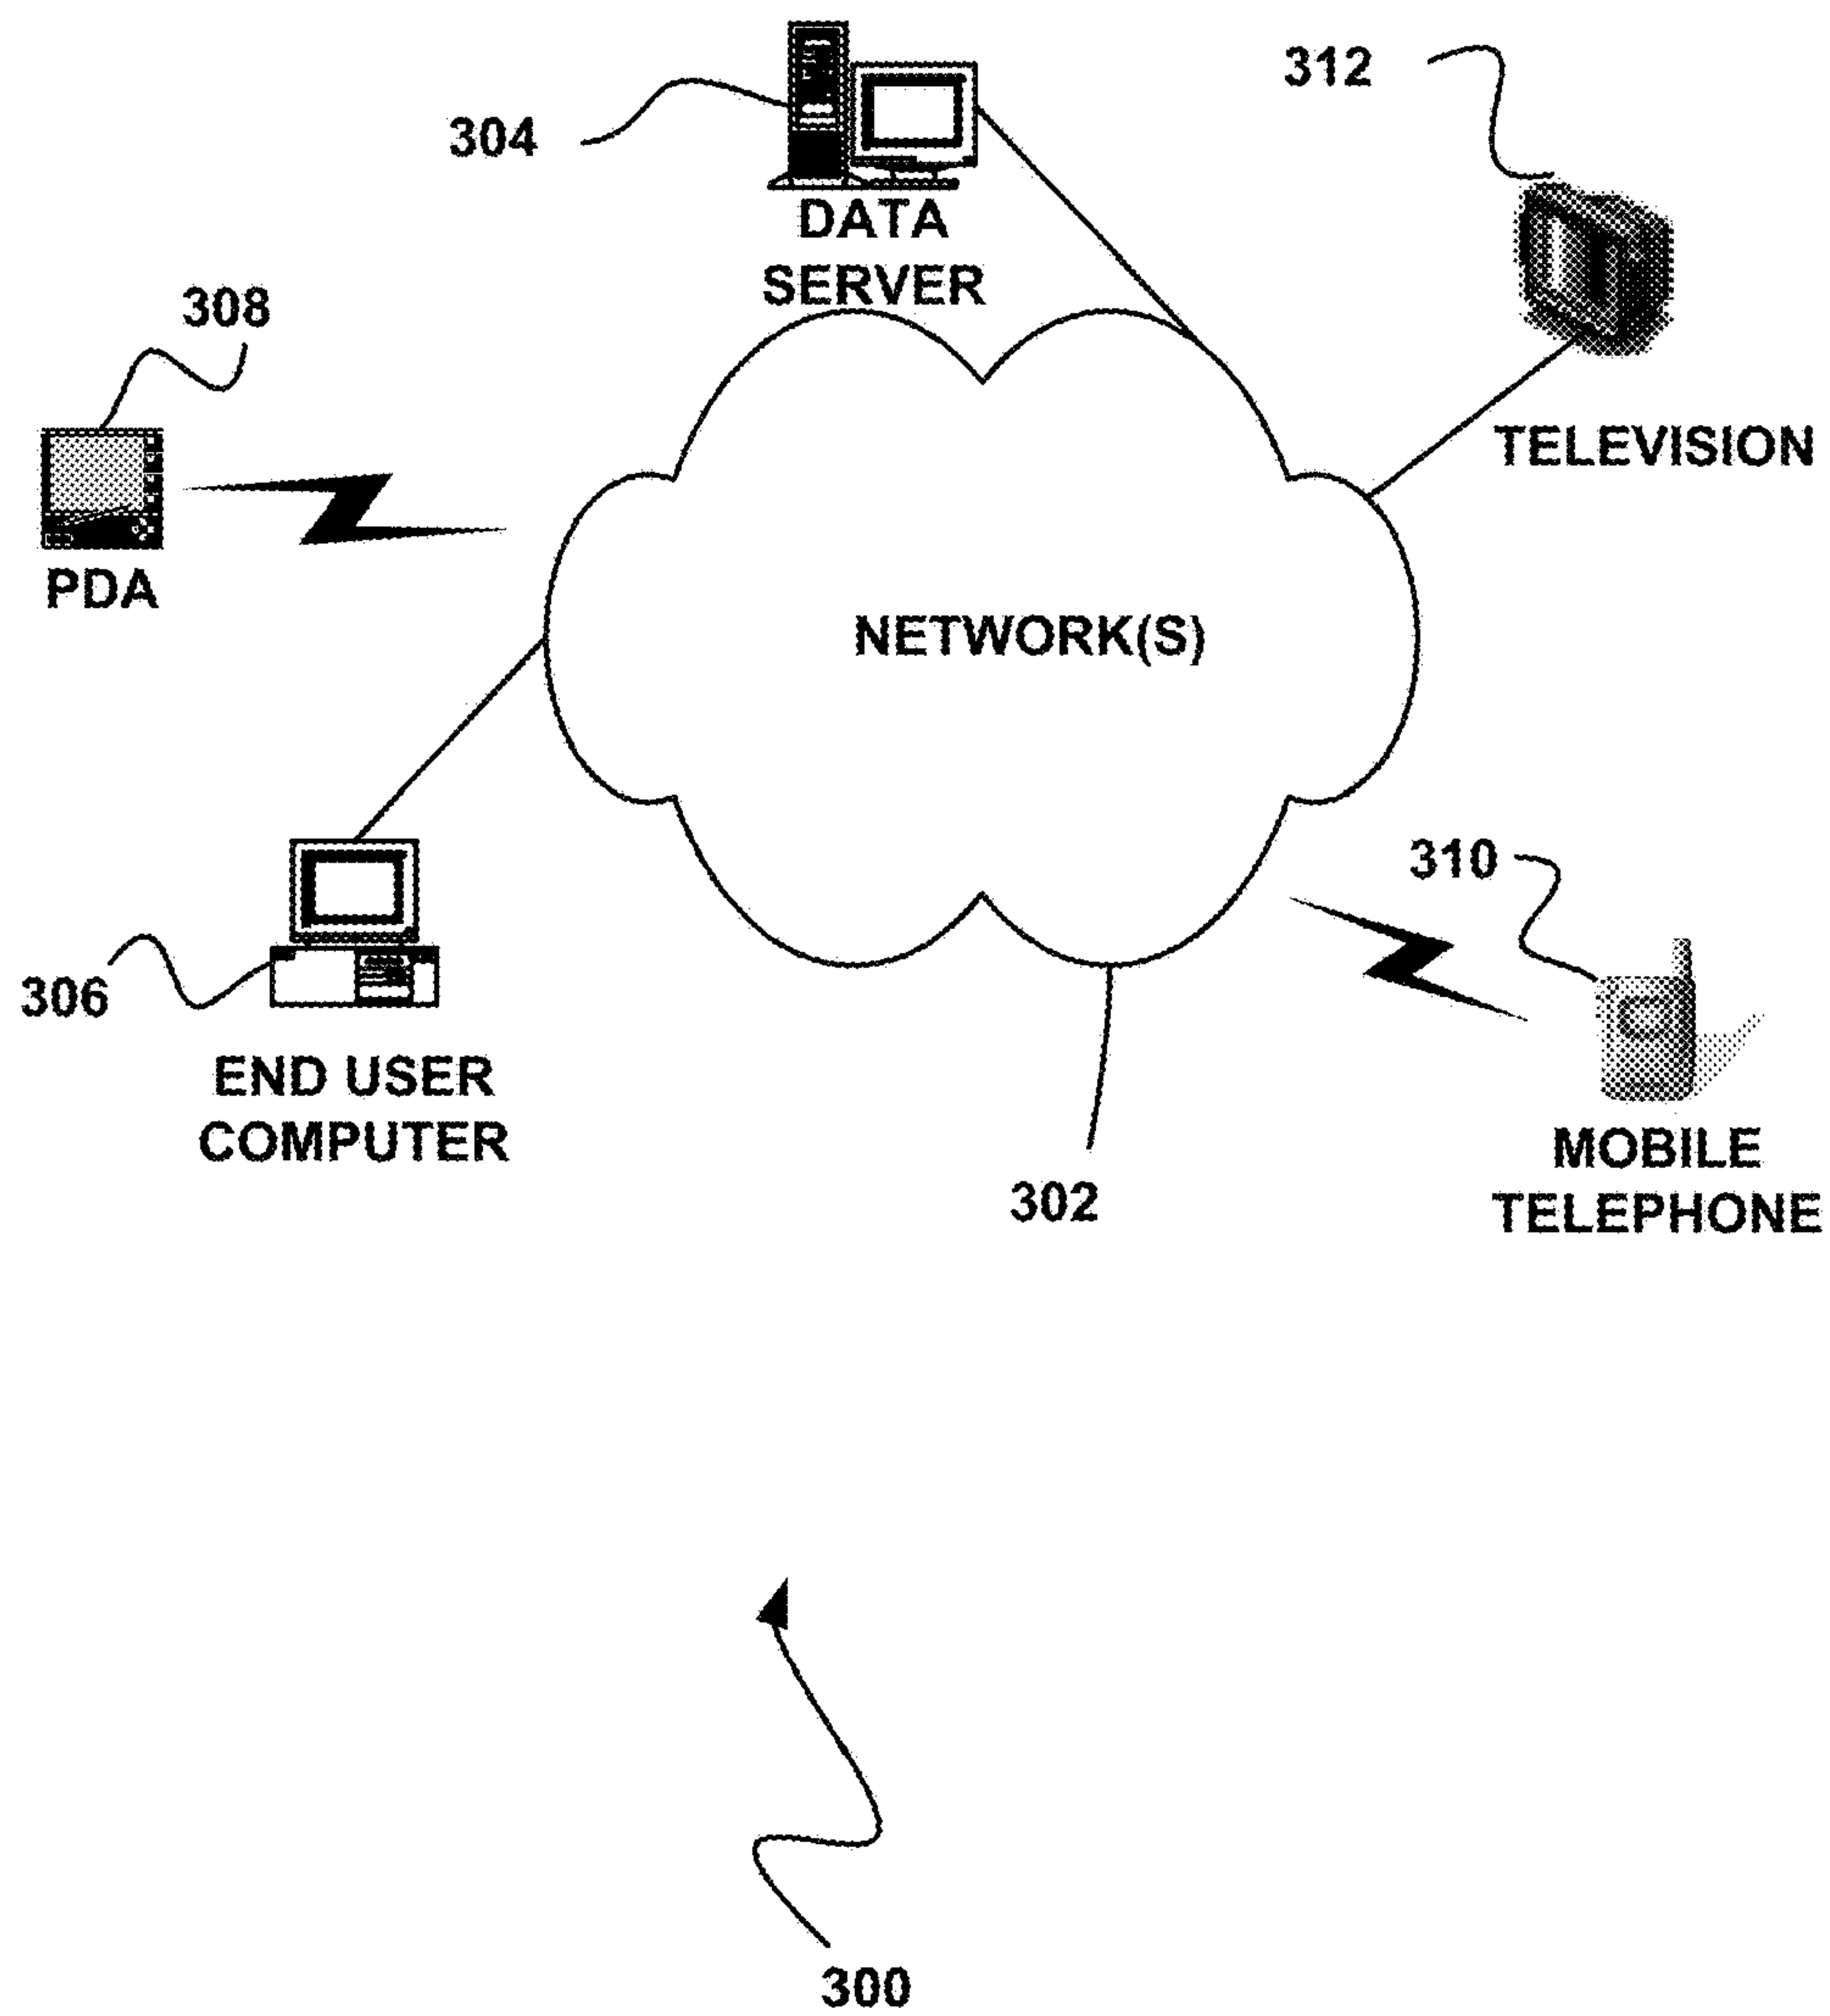 312
304
DATA
SERVER
308
TELEVISION
PDA
NETWORK(S)
310
306
END USER
COMPUTER
MOBILE
TELEPHONE
302
300